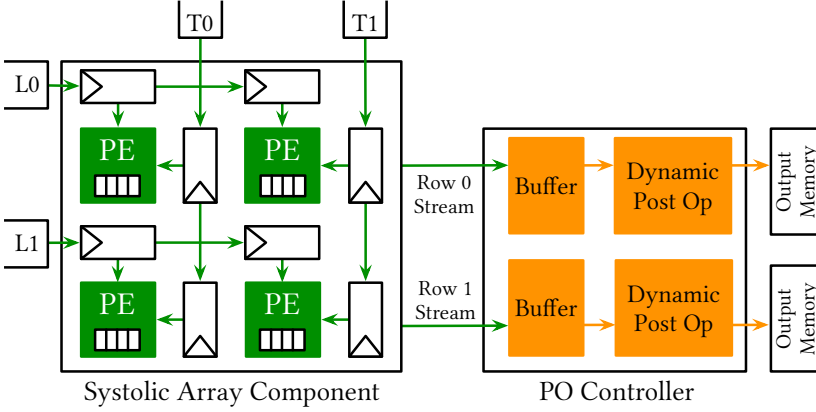 T0
T1
L0
PE
PE
Row 0
Stream
Buffer
Dynamic
Post Op
Output
Memory
L1
PE
PE
Row 1
Stream
Buffer
Dynamic
Post Op
Output
Memory
Systolic Array Component
PO Controller